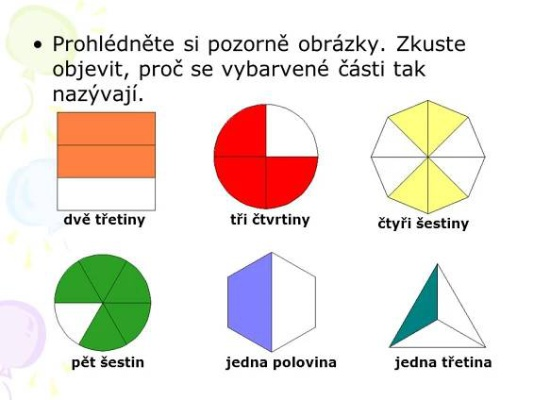 • Prohlédněte si pozorně obrázky. Zkuste
objevit, proč se vybarvené části tak
nazývají.
dvě třetiny
tři čtvrtiny
čtyři šestiny
pět šestin
jedna polovina
jedna třetina